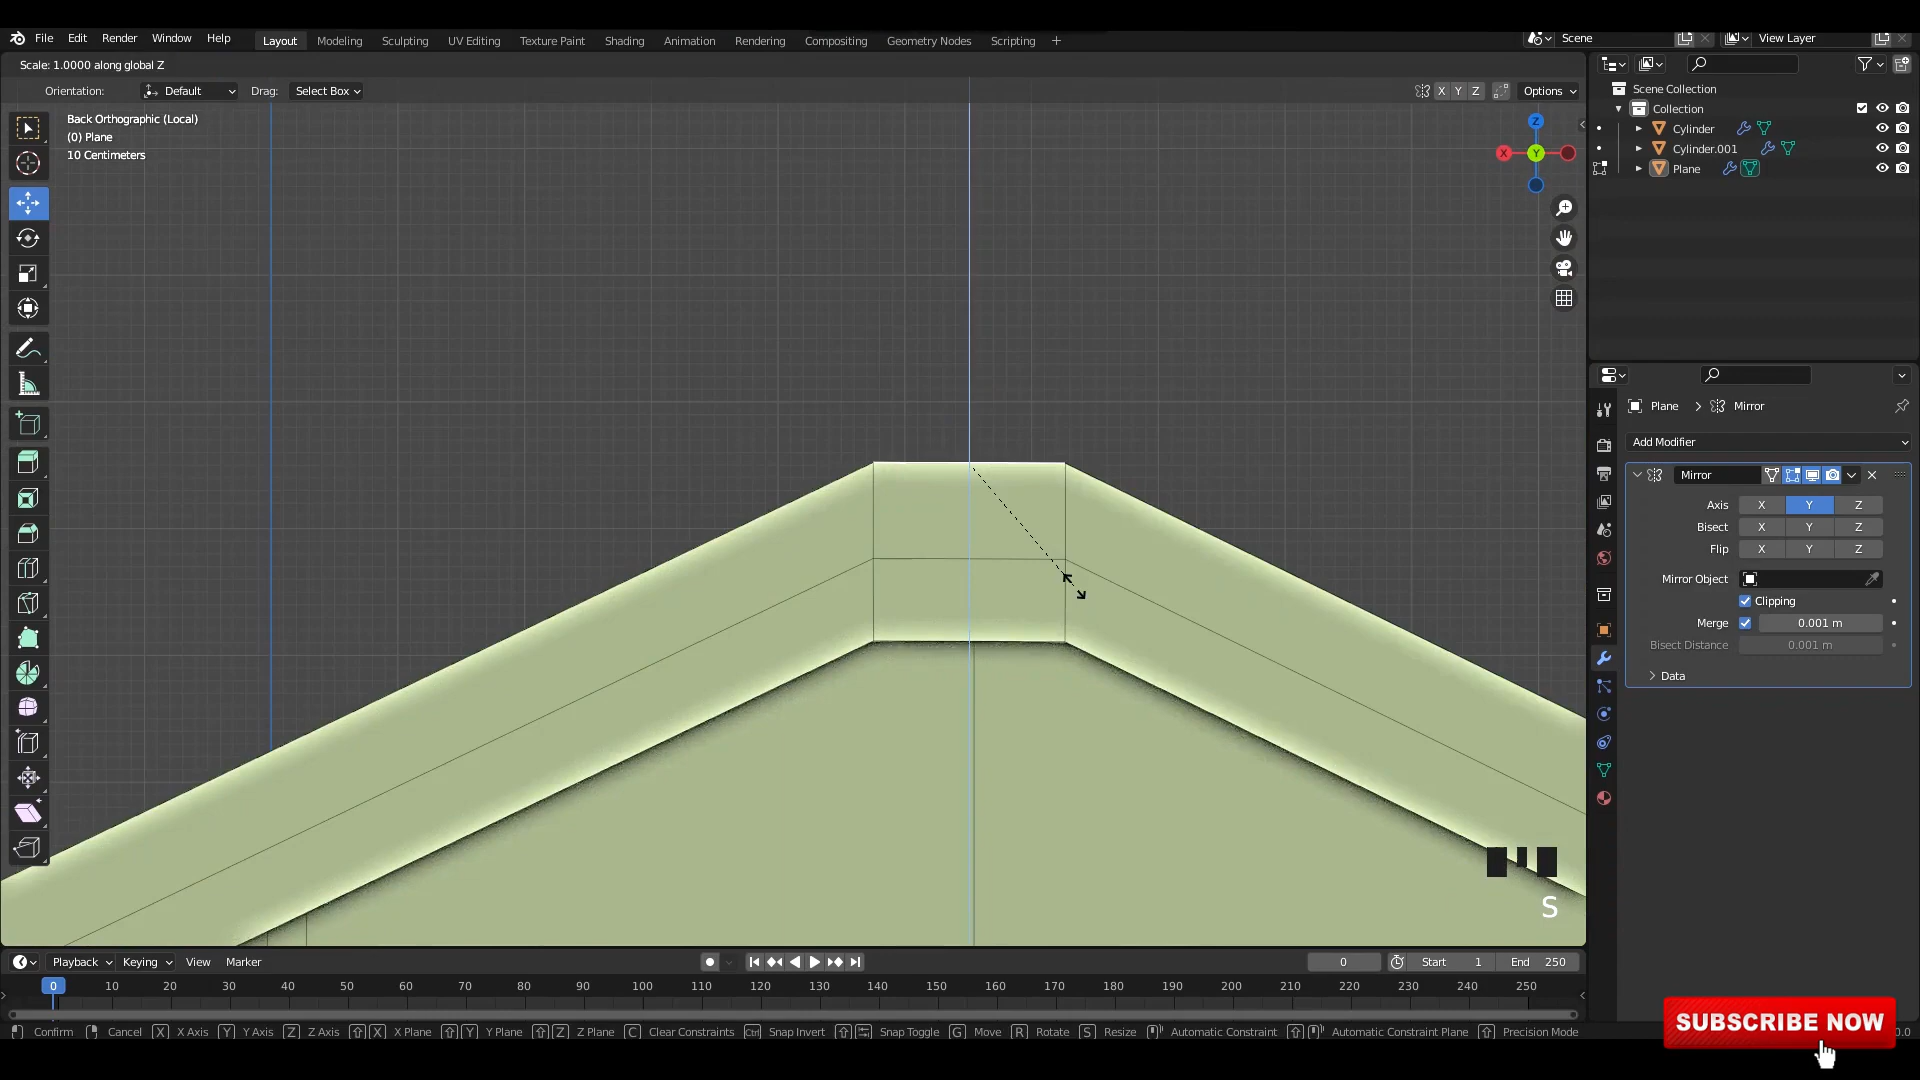 File Edit Render Window Help Layout Modeling Sculpting UV Editing Texture Paint Shading Animation Rendering Compositing Geometry Nodes Scripting + Scene View Layer
Scale: 1.0000 along global Z
Orientation: Default Drag: Select Box X Y Z Options
Back Orthographic (Local)
(0) Plane
10 Centimeters
Z
X Y
Scene Collection
Collection
Cylinder
Cylinder.001
Plane
Plane > Mirror
Add Modifier
Mirror
Axis X Y Z
Bisect X Y Z
Flip X Y Z
Mirror Object
Clipping
Merge 0.001 m
Bisect Distance 0.001 m
Data
S
Playback Keying View Marker 0 Start 1 End 250
0 10 20 30 40 50 60 70 80 90 100 110 120 130 140 150 160 170 180 190 200 210 220 230 240 250
Confirm Cancel X X Axis Y Y Axis Z Z Axis X X Plane Y Y Plane Z Z Plane C Clear Constraints Ctrl Snap Invert Snap Toggle G Move R Rotate S Resize Automatic Constraint Automatic Constraint Plane Precision Mode
SUBSCRIBE NOW